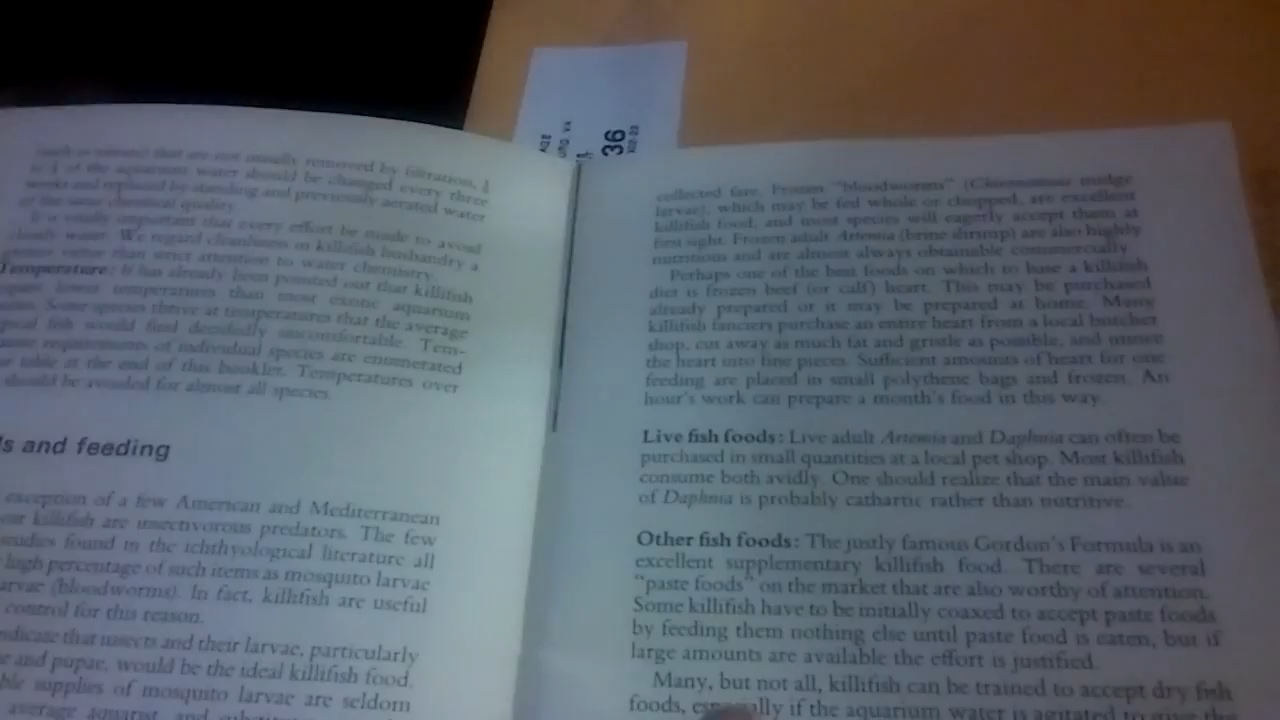 that are not usually removed by filtration, ⅓
of the aquarium water should be changed every three
weeks and replaced by standing and previously aerated water
of the same chemical quality.
It is vitally important that every effort be made to avoid
cloudy water. We regard cleanliness in killifish husbandry a
rather than strict attention to water chemistry.
Temperature: It has already been pointed out that killifish
lower temperatures than most exotic aquarium
Some species thrive at temperatures that the average
fish would find decidedly uncomfortable. Tem-
requirements of individual species are enumerated
table at the end of this booklet. Temperatures over
should be avoided for almost all species.
s and feeding
exception of a few American and Mediterranean
killifish are insectivorous predators. The few
studies found in the ichthyological literature all
high percentage of such items as mosquito larvae
larvae (bloodworms). In fact, killifish are useful
control for this reason.
indicate that insects and their larvae, particularly
and pupae, would be the ideal killifish food.
supplies of mosquito larvae are seldom
average aquarist, and
36
collected fare. Frozen "bloodworms" (Chironomus midge
larvae), which may be fed whole or chopped, are excellent
killifish food, and most species will eagerly accept them at
first sight. Frozen adult Artemia (brine shrimp) are also highly
nutritious and are almost always obtainable commercially.
Perhaps one of the best foods on which to base a killifish
diet is frozen beef (or calf) heart. This may be purchased
already prepared or it may be prepared at home. Many
killifish fanciers purchase an entire heart from a local butcher
shop, cut away as much fat and gristle as possible, and mince
the heart into fine pieces. Sufficient amounts of heart for one
feeding are placed in small polythene bags and frozen. An
hour's work can prepare a month's food in this way.
Live fish foods: Live adult Artemia and Daphnia can often be
purchased in small quantities at a local pet shop. Most killifish
consume both avidly. One should realize that the main value
of Daphnia is probably cathartic rather than nutritive.
Other fish foods: The justly famous Gordon's Formula is an
excellent supplementary killifish food. There are several
"paste foods" on the market that are also worthy of attention.
Some killifish have to be initially coaxed to accept paste foods
by feeding them nothing else until paste food is eaten, but if
large amounts are available the effort is justified.
Many, but not all, killifish can be trained to accept dry fish
foods, especially if the aquarium water is agitated to give the